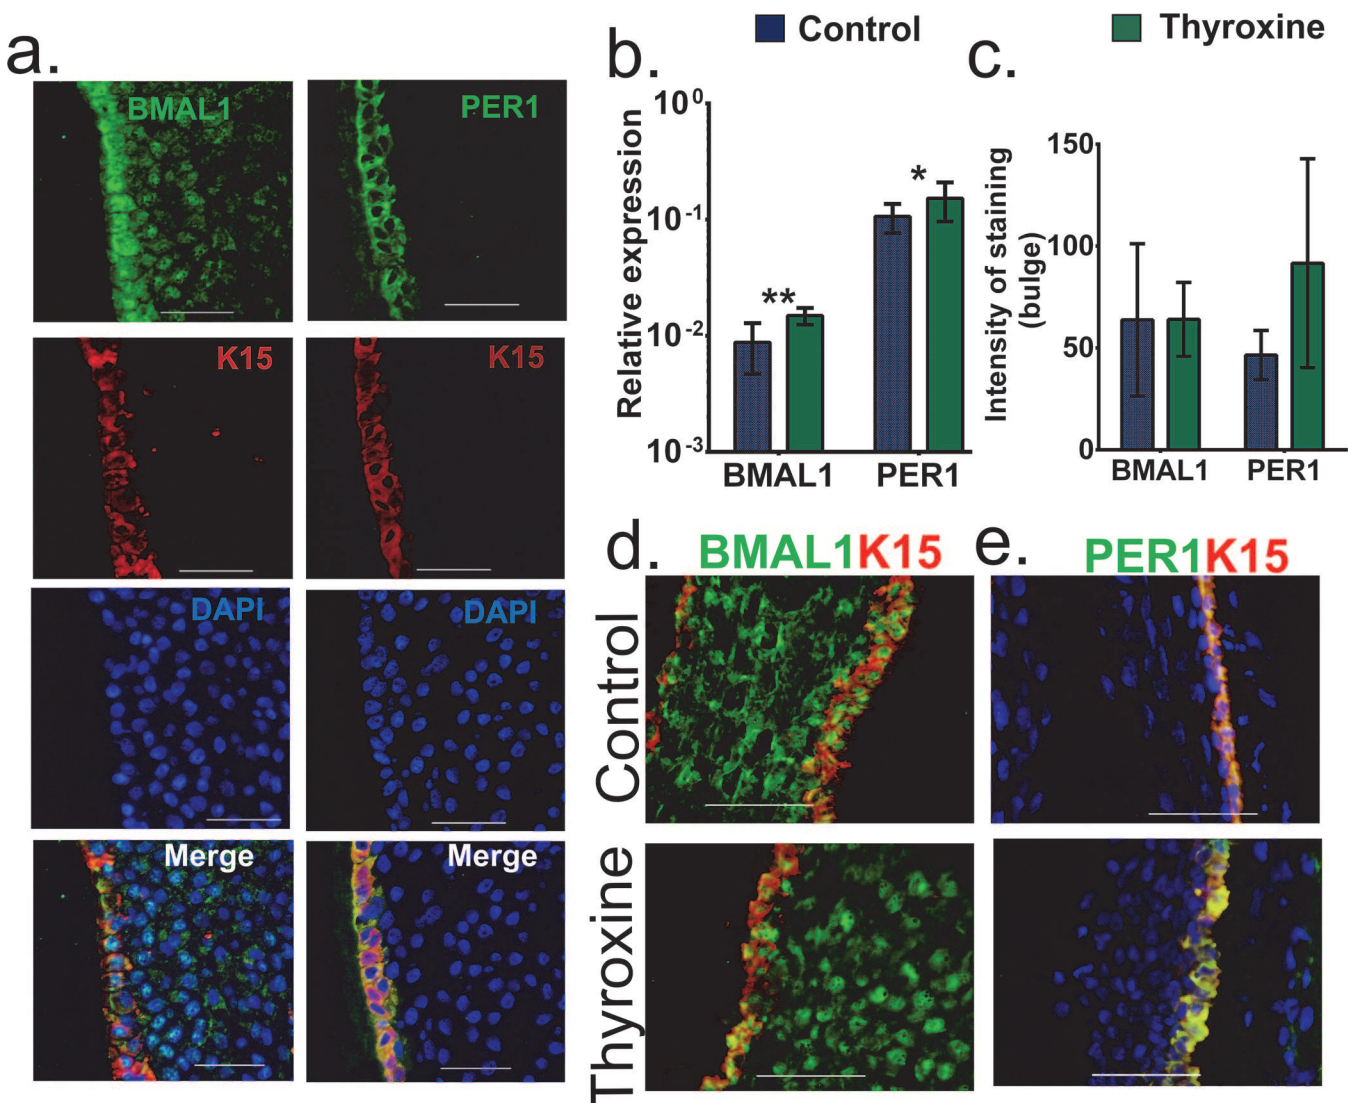 Control Thyroxine
a. b. c.
BMAL1 PER1
K15 K15
DAPI DAPI
Merge Merge
Relative expression
10⁰
10⁻¹
10⁻²
10⁻³
** *
BMAL1 PER1
Intensity of staining
(bulge)
150
100
50
0
BMAL1 PER1
d. BMAL1K15
e. PER1K15
Control
Thyroxine